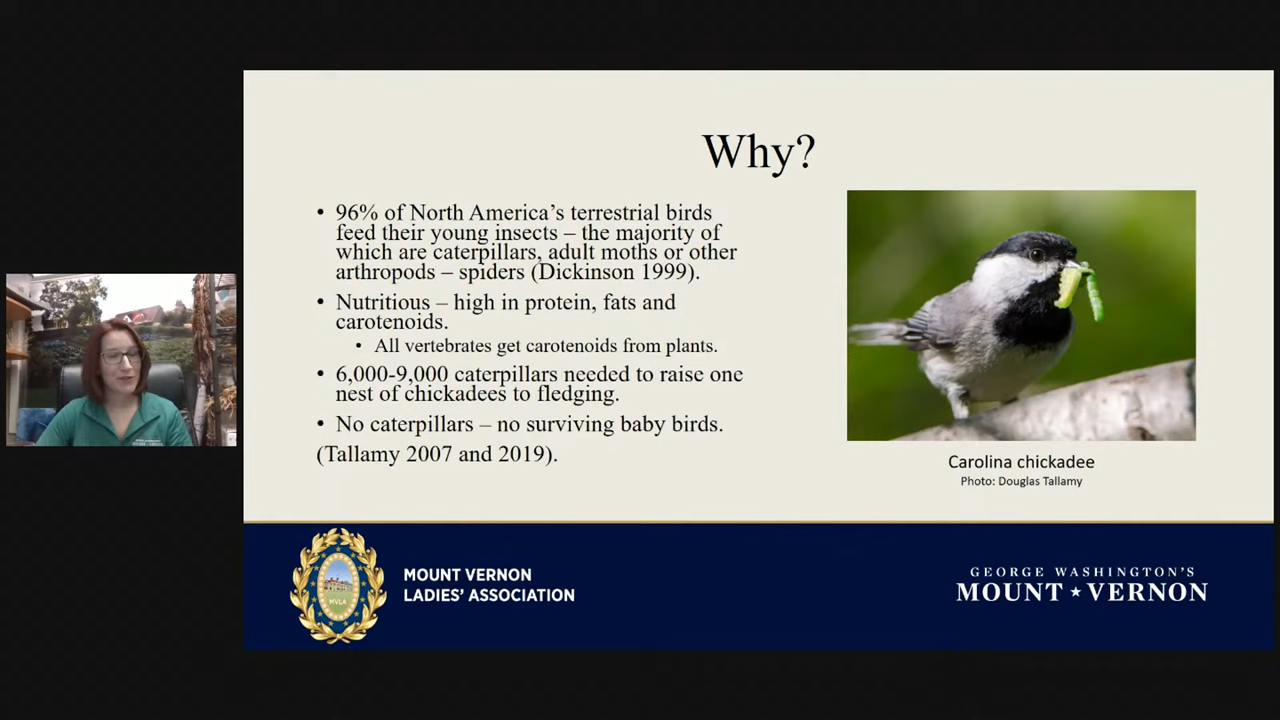 Why?
• 96% of North America’s terrestrial birds
feed their young insects – the majority of
which are caterpillars, adult moths or other
arthropods – spiders (Dickinson 1999).
• Nutritious – high in protein, fats and
carotenoids.
• All vertebrates get carotenoids from plants.
• 6,000-9,000 caterpillars needed to raise one
nest of chickadees to fledging.
• No caterpillars – no surviving baby birds.
(Tallamy 2007 and 2019).
Carolina chickadee
Photo: Douglas Tallamy
MVLA
MOUNT VERNON
LADIES’ ASSOCIATION
GEORGE WASHINGTON’S
MOUNT★VERNON